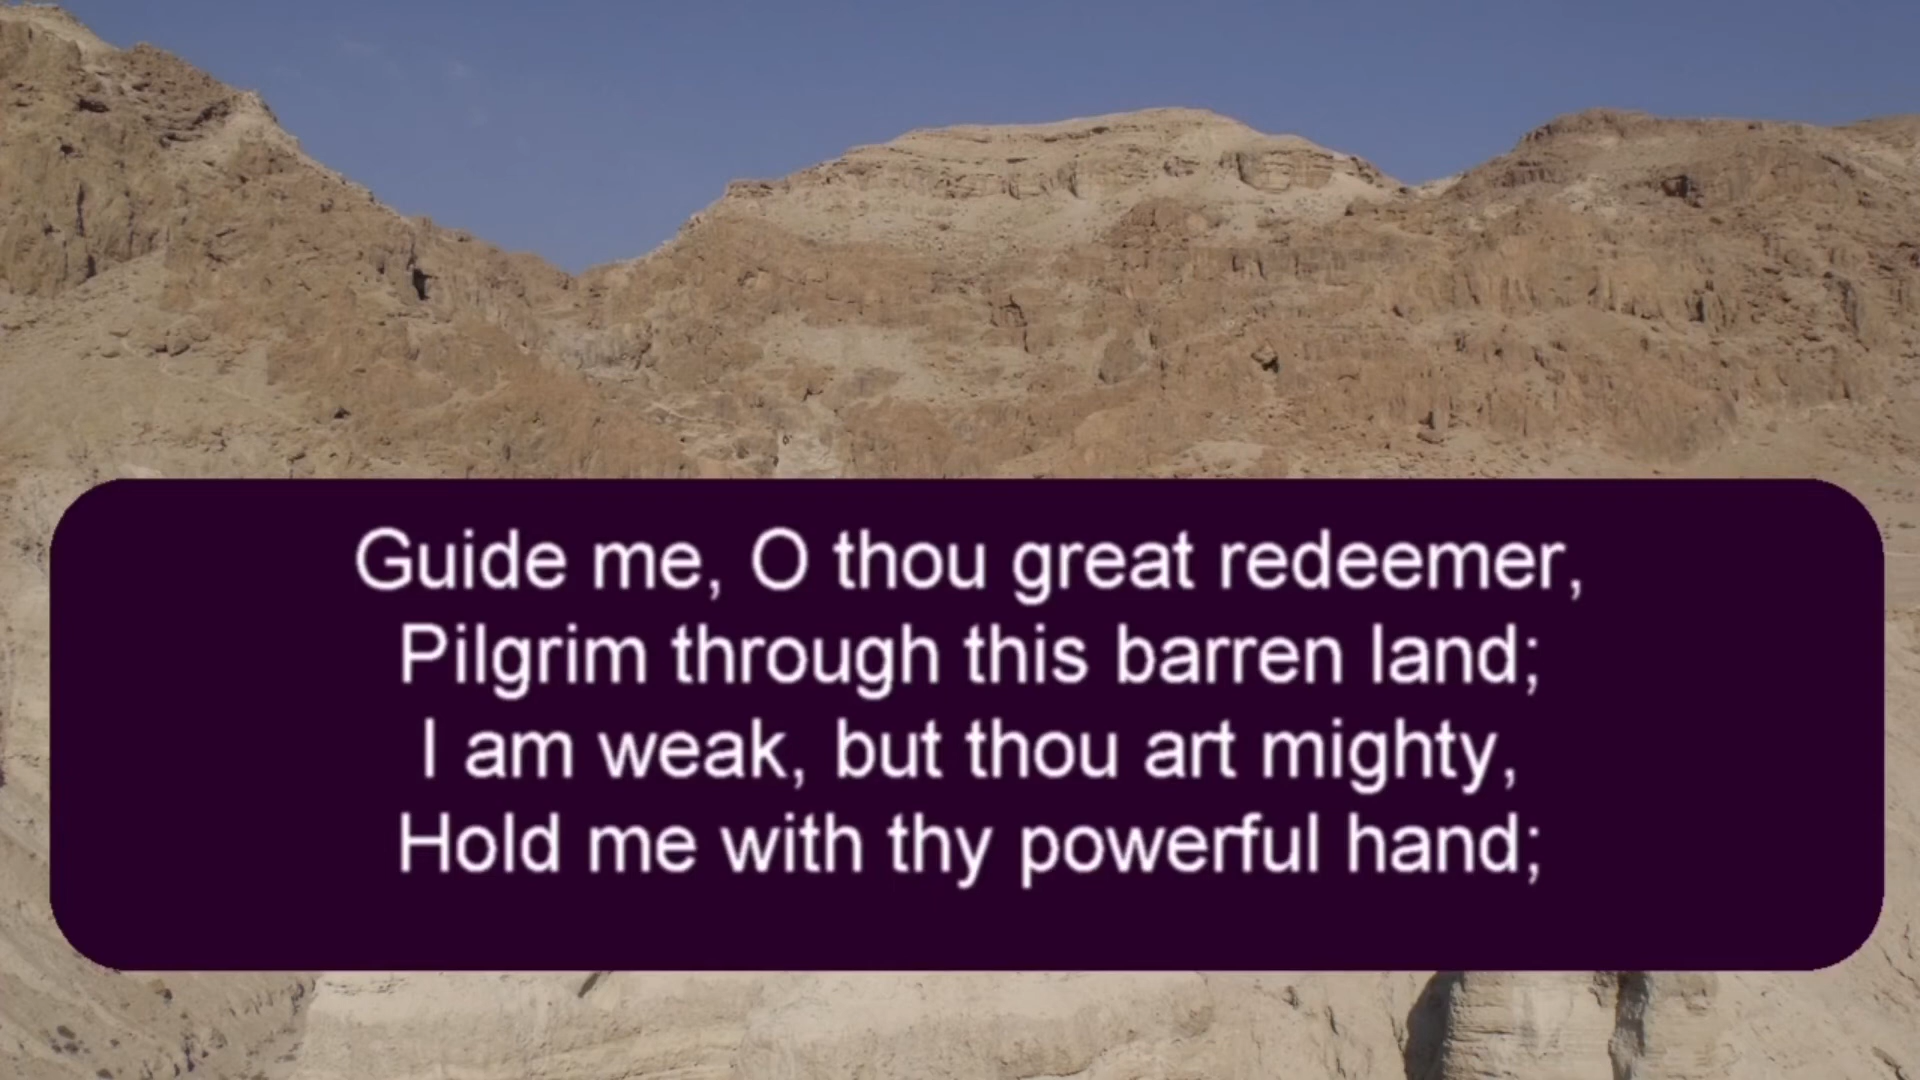 Guide me, O thou great redeemer,
Pilgrim through this barren land;
I am weak, but thou art mighty,
Hold me with thy powerful hand;